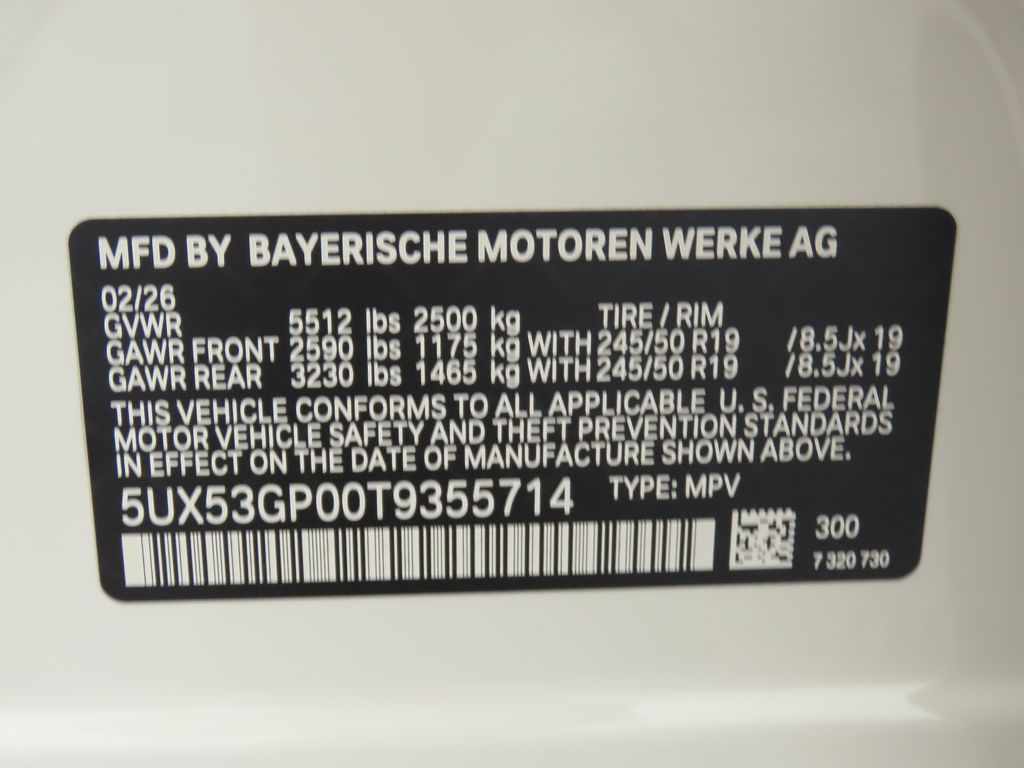 MFD BY BAYERISCHE MOTOREN WERKE AG
02/26
GVWR 5512 lbs 2500 kg TIRE / RIM
GAWR FRONT 2590 lbs 1175 kg WITH 245/50 R19 /8.5Jx 19
GAWR REAR 3230 lbs 1465 kg WITH 245/50 R19 /8.5Jx 19
THIS VEHICLE CONFORMS TO ALL APPLICABLE U. S. FEDERAL
MOTOR VEHICLE SAFETY AND THEFT PREVENTION STANDARDS
IN EFFECT ON THE DATE OF MANUFACTURE SHOWN ABOVE.
5UX53GP00T9355714 TYPE: MPV
300
7 320 730